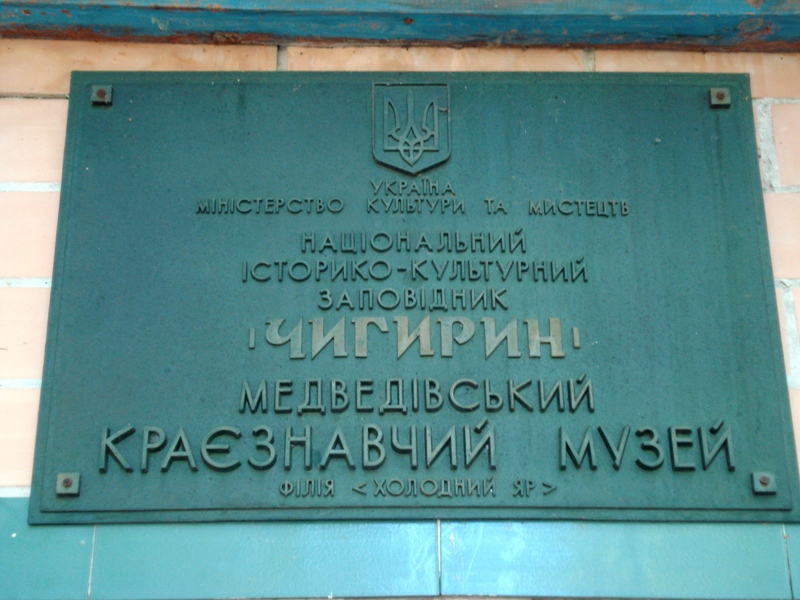 УКРАЇНА
МІНІСТЕРСТВО КУЛЬТУРИ ТА МИСТЕЦТВ
НАЦІОНАЛЬНИЙ
ІСТОРИКО-КУЛЬТУРНИЙ
ЗАПОВІДНИК
'ЧИГИРИН'
МЕДВЕДІВСЬКИЙ
КРАЄЗНАВЧИЙ МУЗЕЙ
ФІЛІЯ <ХОЛОДНИЙ ЯР>